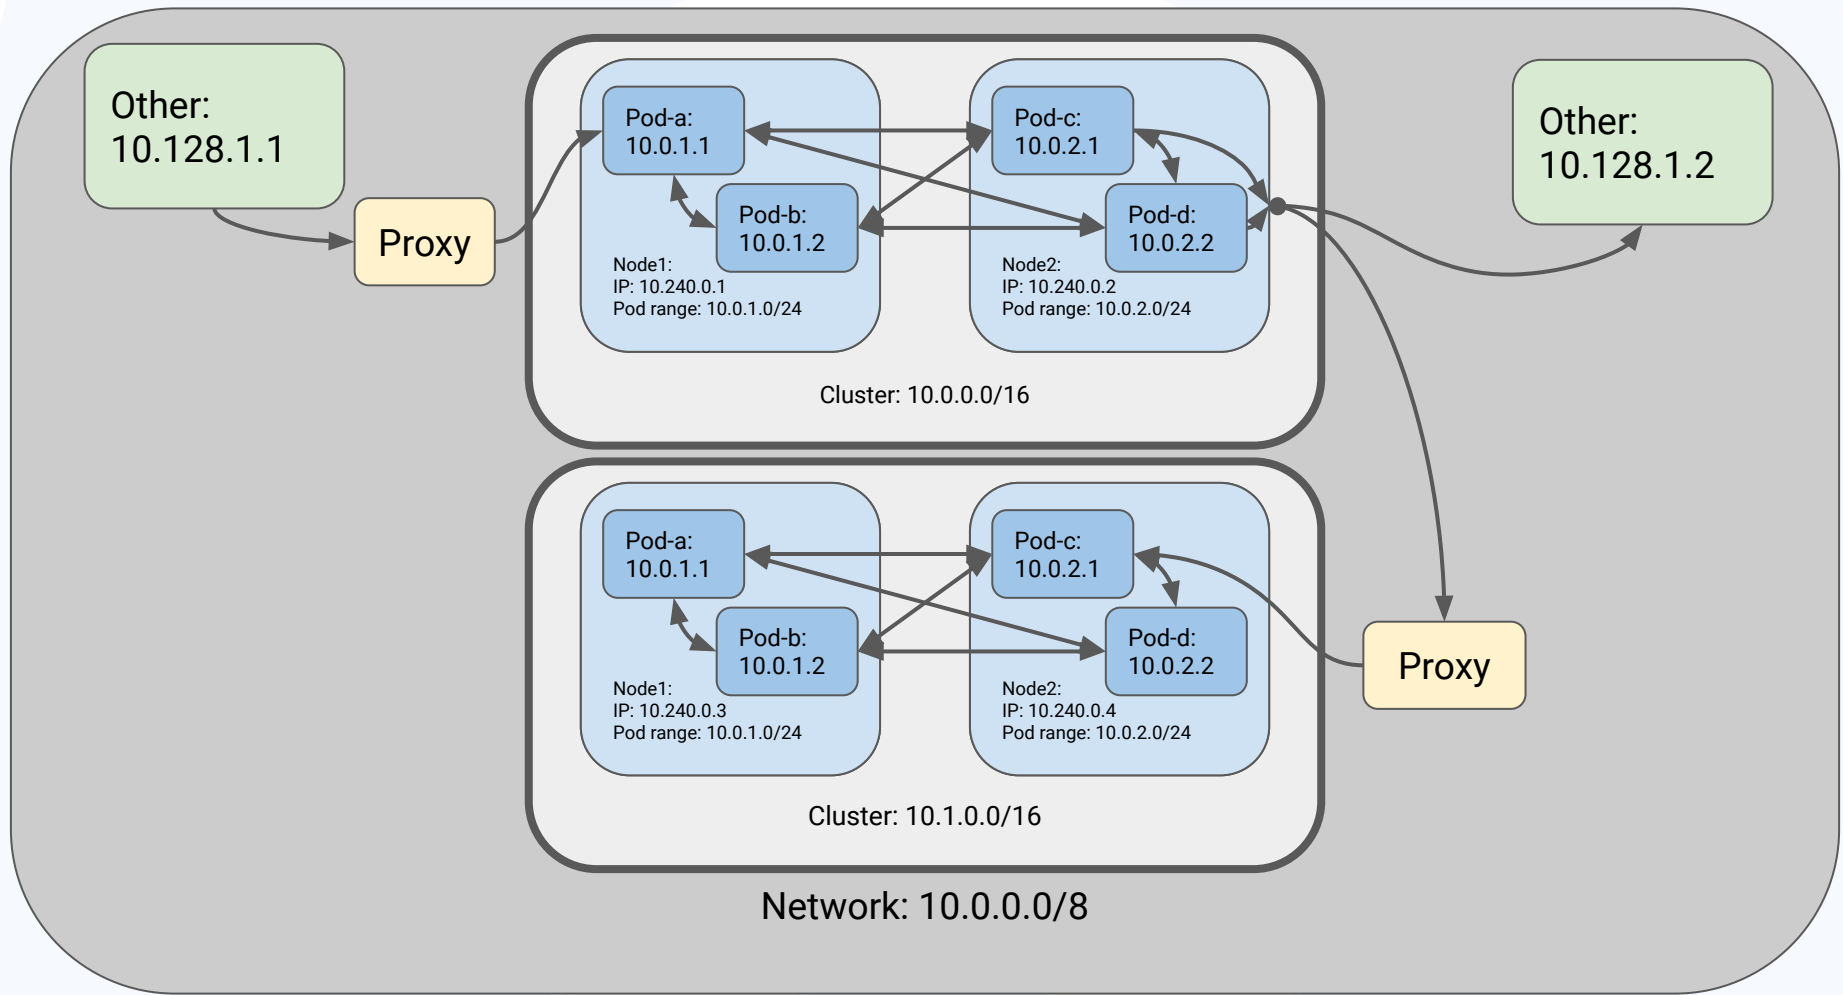 Other:
10.128.1.1
Proxy
Pod-a:
10.0.1.1
Pod-b:
10.0.1.2
Node1:
IP: 10.240.0.1
Pod range: 10.0.1.0/24
Pod-c:
10.0.2.1
Pod-d:
10.0.2.2
Node2:
IP: 10.240.0.2
Pod range: 10.0.2.0/24
Cluster: 10.0.0.0/16
Other:
10.128.1.2
Pod-a:
10.0.1.1
Pod-b:
10.0.1.2
Node1:
IP: 10.240.0.3
Pod range: 10.0.1.0/24
Pod-c:
10.0.2.1
Pod-d:
10.0.2.2
Node2:
IP: 10.240.0.4
Pod range: 10.0.2.0/24
Cluster: 10.1.0.0/16
Proxy
Network: 10.0.0.0/8